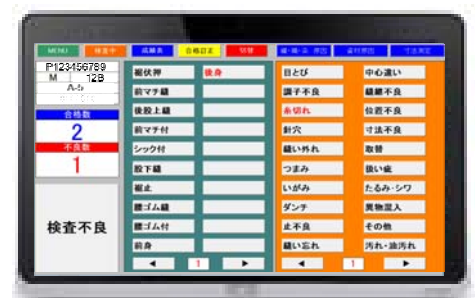 MENU 検査中 成績表 合格訂正 切替 縫・構・染 原因 資材原因 寸法測定
P123456789
M 12B
A-5
合格数
2
不良数
1
検査不良
裾伏押 後身
前マチ縫
後股上縫
前マチ付
シック付
股下縫
裾止
腰ゴム縫
腰ゴム付
前身
◀ 1 ▶
目とび 中心違い
調子不良 縫継不良
糸切れ 位置不良
針穴 寸法不良
縫い外れ 取替
つまみ 扱い疵
いがみ たるみ・シワ
ダンチ 異物混入
止不良 その他
縫い忘れ 汚れ・油汚れ
◀ 1 ▶